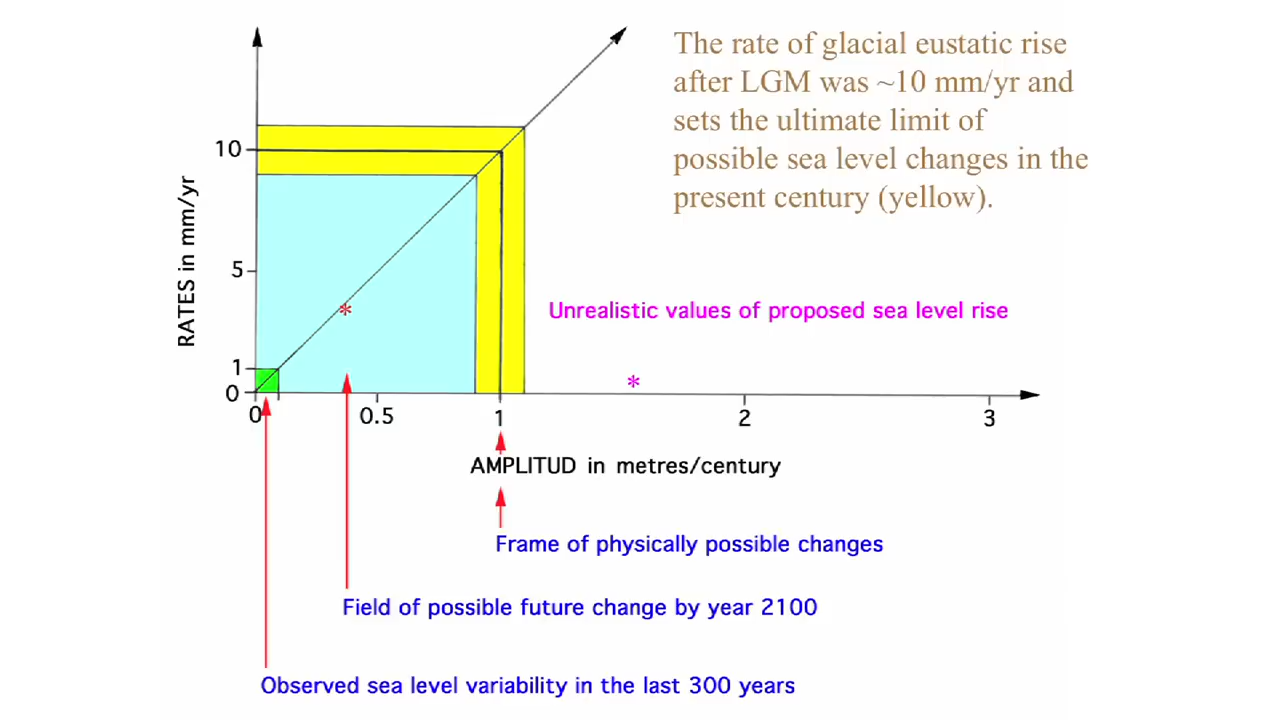 The rate of glacial eustatic rise
after LGM was ~10 mm/yr and
sets the ultimate limit of
possible sea level changes in the
present century (yellow).
10
5
1
0
RATES in mm/yr
*
Unrealistic values of proposed sea level rise
*
0
0.5
1
2
3
AMPLITUD in metres/century
Frame of physically possible changes
Field of possible future change by year 2100
Observed sea level variability in the last 300 years